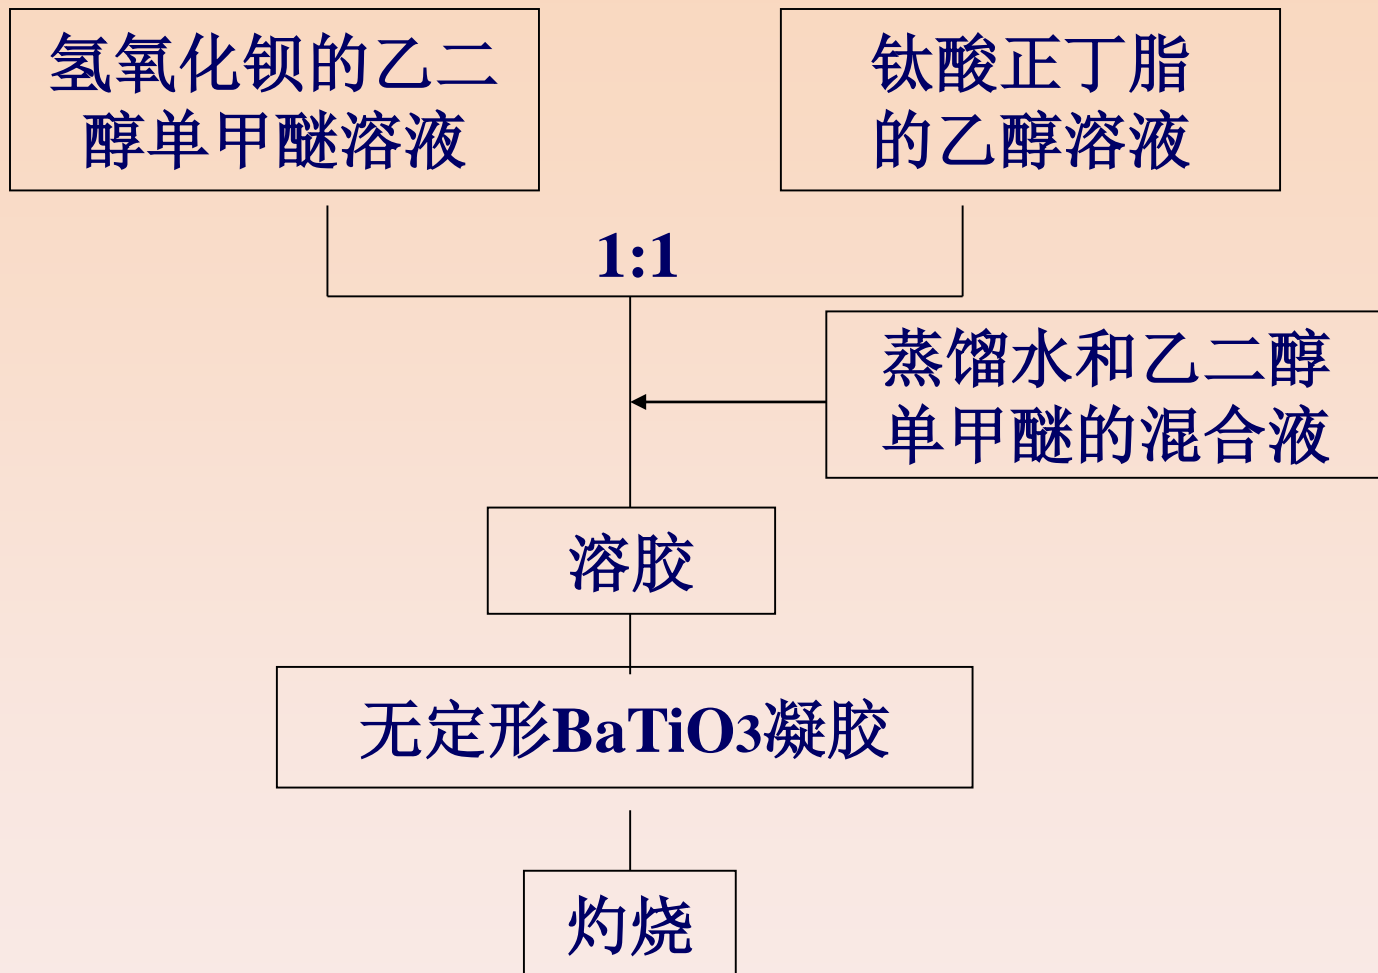 氢氧化钡的乙二
醇单甲醚溶液
钛酸正丁脂
的乙醇溶液
1:1
蒸馏水和乙二醇
单甲醚的混合液
溶胶
无定形BaTiO3凝胶
灼烧